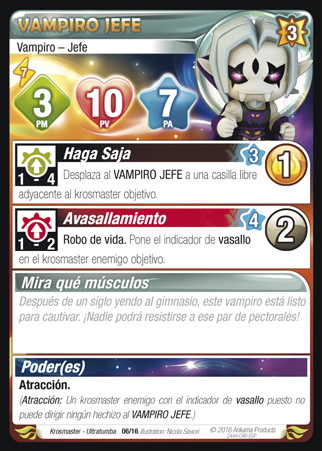 VAMPIRO JEFE
3
Vampiro – Jefe
7
3
PM
10
PV
7
PA
Haga Saja
3
1
1 - 4
Desplaza al VAMPIRO JEFE a una casilla libre
adyacente al krosmaster objetivo.
Avasallamiento
4
2
1 - 2
Robo de vida. Pone el indicador de vasallo
en el krosmaster enemigo objetivo.
Mira qué músculos
Después de un siglo yendo al gimnasio, este vampiro está listo
para cautivar. ¡Nadie podrá resistirse a ese par de pectorales!
Poder(es)
Atracción.
(Atracción: Un krosmaster enemigo con el indicador de vasallo puesto no
puede dirigir ningún hechizo al VAMPIRO JEFE.)
Krosmaster - Ultratumba 06/16 Illustration: Nicola Saviori © 2016 Ankama Products
2444-CAR-ESP